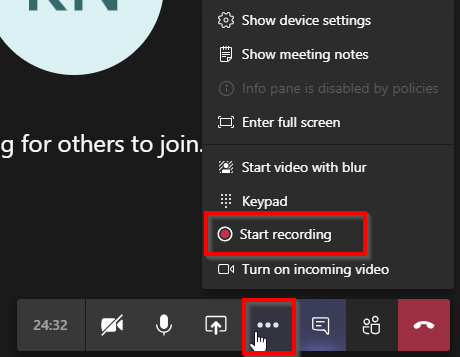 KN
Show device settings
Show meeting notes
Info pane is disabled by policies
Enter full screen
g for others to join.
Start video with blur
Keypad
Start recording
Turn on incoming video
24:32